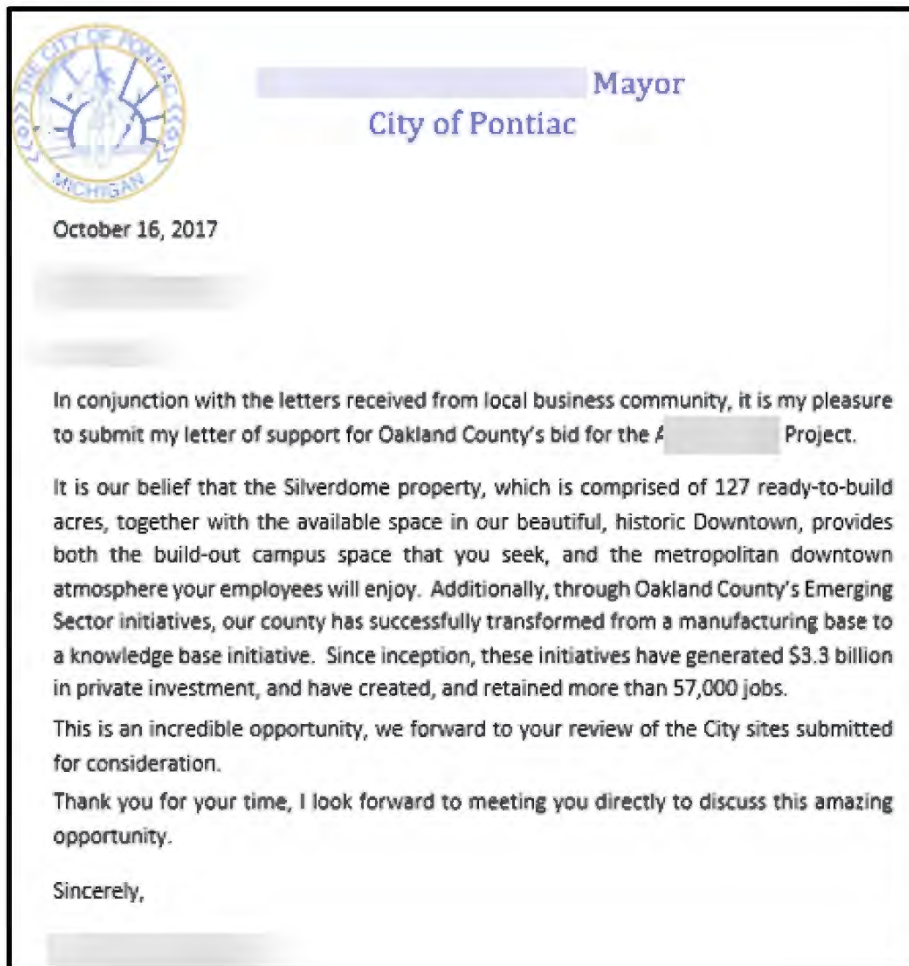 THE CITY OF PONTIAC
MICHIGAN
Mayor
City of Pontiac
October 16, 2017
In conjunction with the letters received from local business community, it is my pleasure
to submit my letter of support for Oakland County's bid for the Project.
It is our belief that the Silverdome property, which is comprised of 127 ready-to-build
acres, together with the available space in our beautiful, historic Downtown, provides
both the build-out campus space that you seek, and the metropolitan downtown
atmosphere your employees will enjoy. Additionally, through Oakland County's Emerging
Sector initiatives, our county has successfully transformed from a manufacturing base to
a knowledge base initiative. Since inception, these initiatives have generated $3.3 billion
in private investment, and have created, and retained more than 57,000 jobs.
This is an incredible opportunity, we forward to your review of the City sites submitted
for consideration.
Thank you for your time, I look forward to meeting you directly to discuss this amazing
opportunity.
Sincerely,